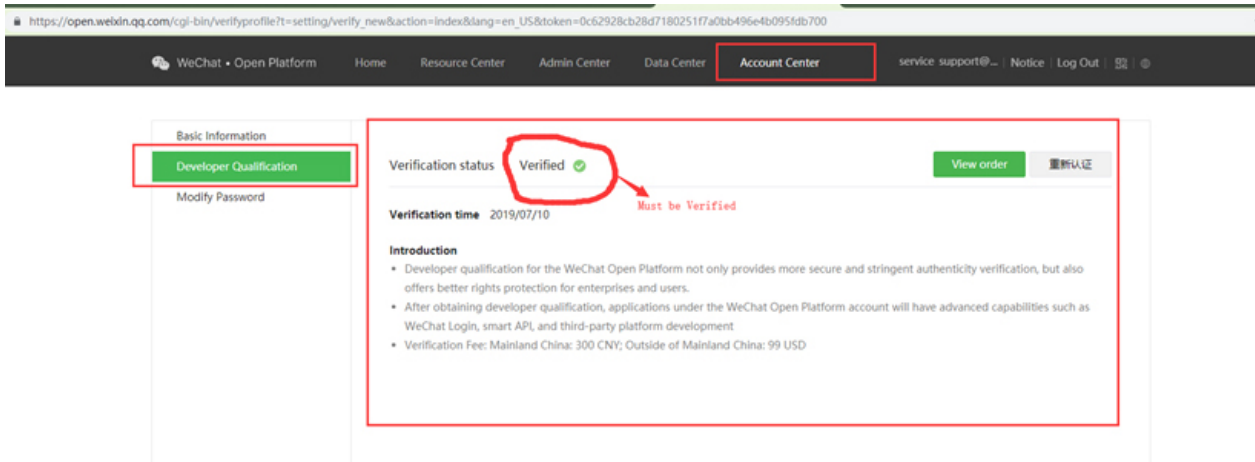 https://open.weixin.qq.com/cgi-bin/verifyprofile?t=setting/verify_new&action=index&lang=en_US&token=0c62928cb28d7180251f7a0bb496e4b095fdb700
WeChat • Open Platform Home Resource Center Admin Center Data Center Account Center service support@... | Notice | Log Out
Basic Information
Developer Qualification
Modify Password
Verification status Verified View order 重新认证
Must be Verified
Verification time 2019/07/10
Introduction
• Developer qualification for the WeChat Open Platform not only provides more secure and stringent authenticity verification, but also
offers better rights protection for enterprises and users.
• After obtaining developer qualification, applications under the WeChat Open Platform account will have advanced capabilities such as
WeChat Login, smart API, and third-party platform development
• Verification Fee: Mainland China: 300 CNY; Outside of Mainland China: 99 USD